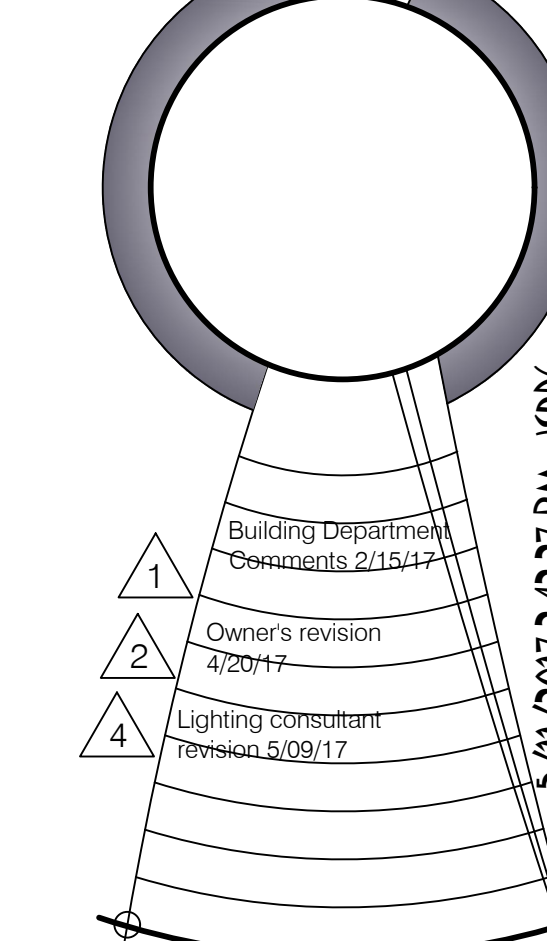 Building Department
Comments 2/15/17
1
Owner's revision
4/20/17
2
Lighting consultant
revision 5/09/17
4